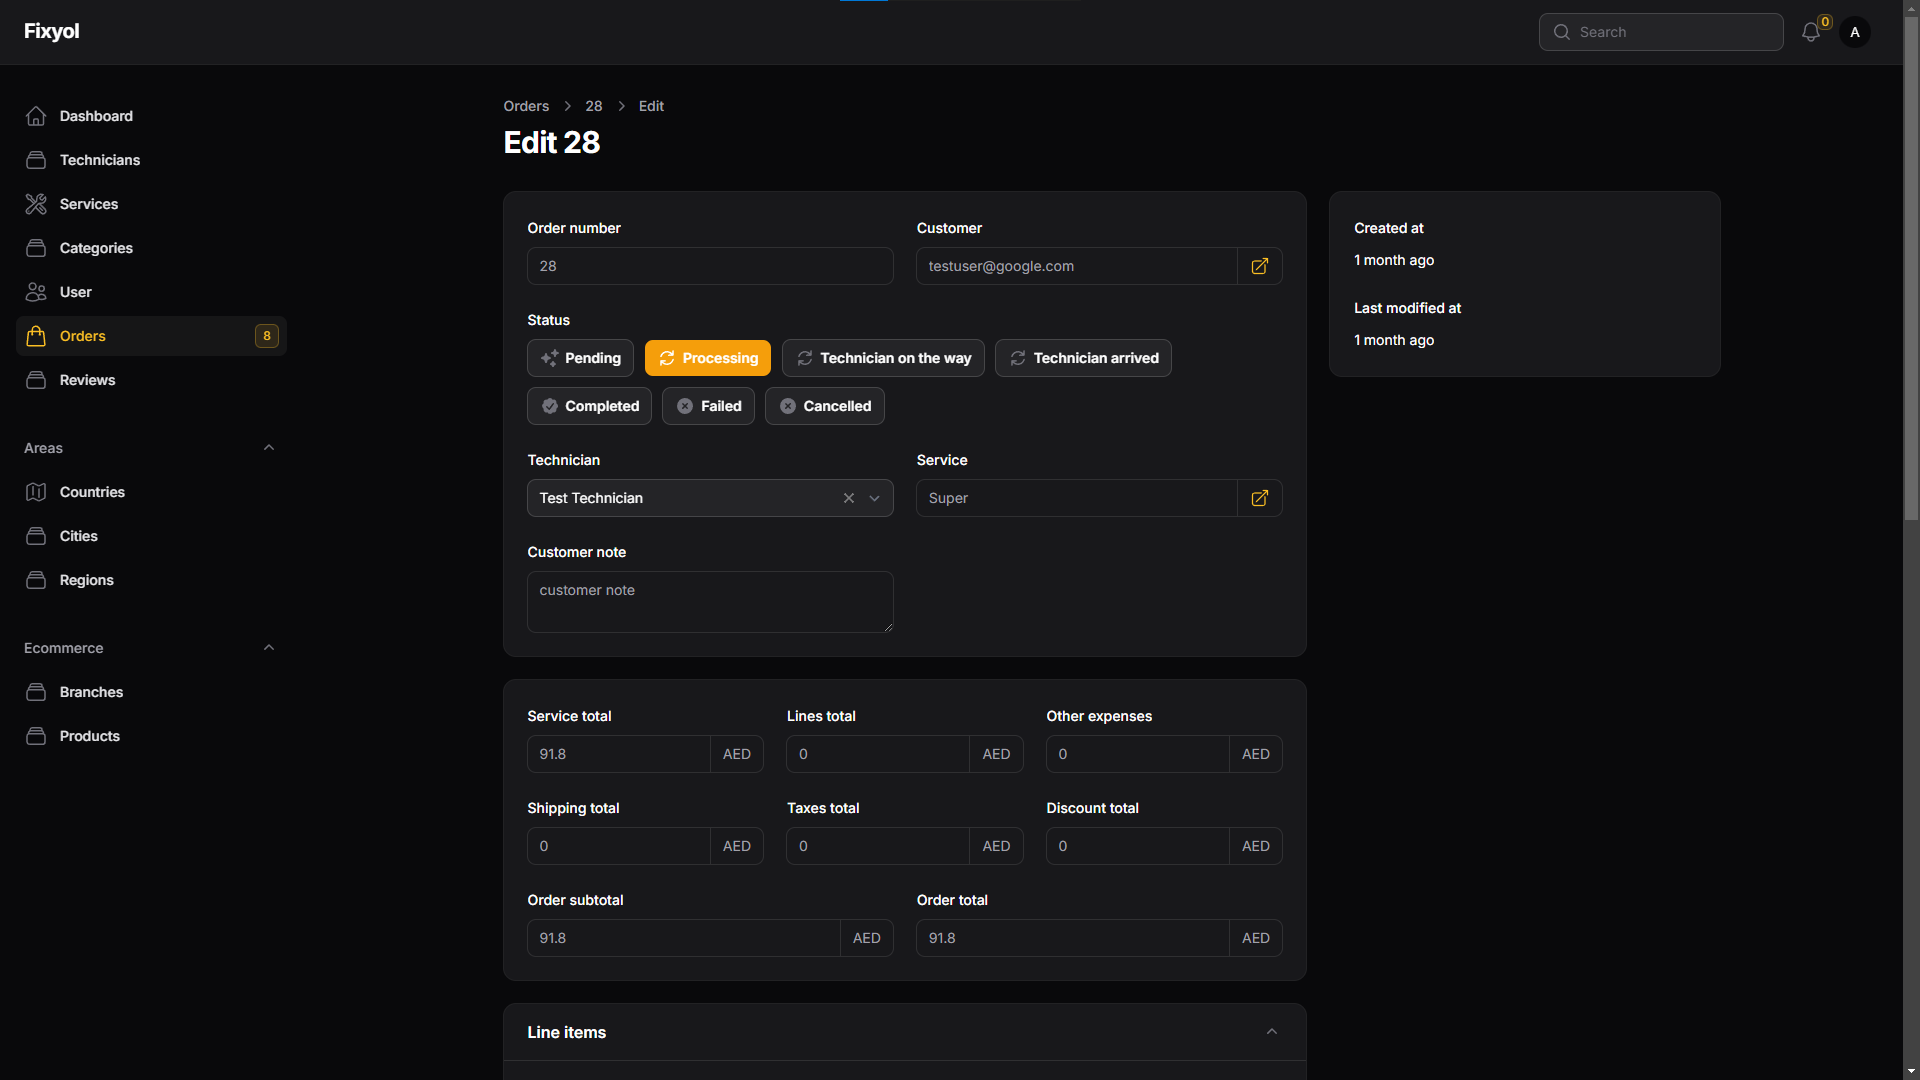 Fixyol
Search
0
A
Dashboard
Technicians
Services
Categories
User
Orders 8
Reviews
Areas
Countries
Cities
Regions
Ecommerce
Branches
Products
Orders > 28 > Edit
Edit 28
Order number
28
Customer
testuser@google.com
Status
Pending Processing Technician on the way Technician arrived
Completed Failed Cancelled
Technician
Test Technician
Service
Super
Customer note
customer note
Created at
1 month ago
Last modified at
1 month ago
Service total Lines total Other expenses
91.8 AED 0 AED 0 AED
Shipping total Taxes total Discount total
0 AED 0 AED 0 AED
Order subtotal Order total
91.8 AED 91.8 AED
Line items